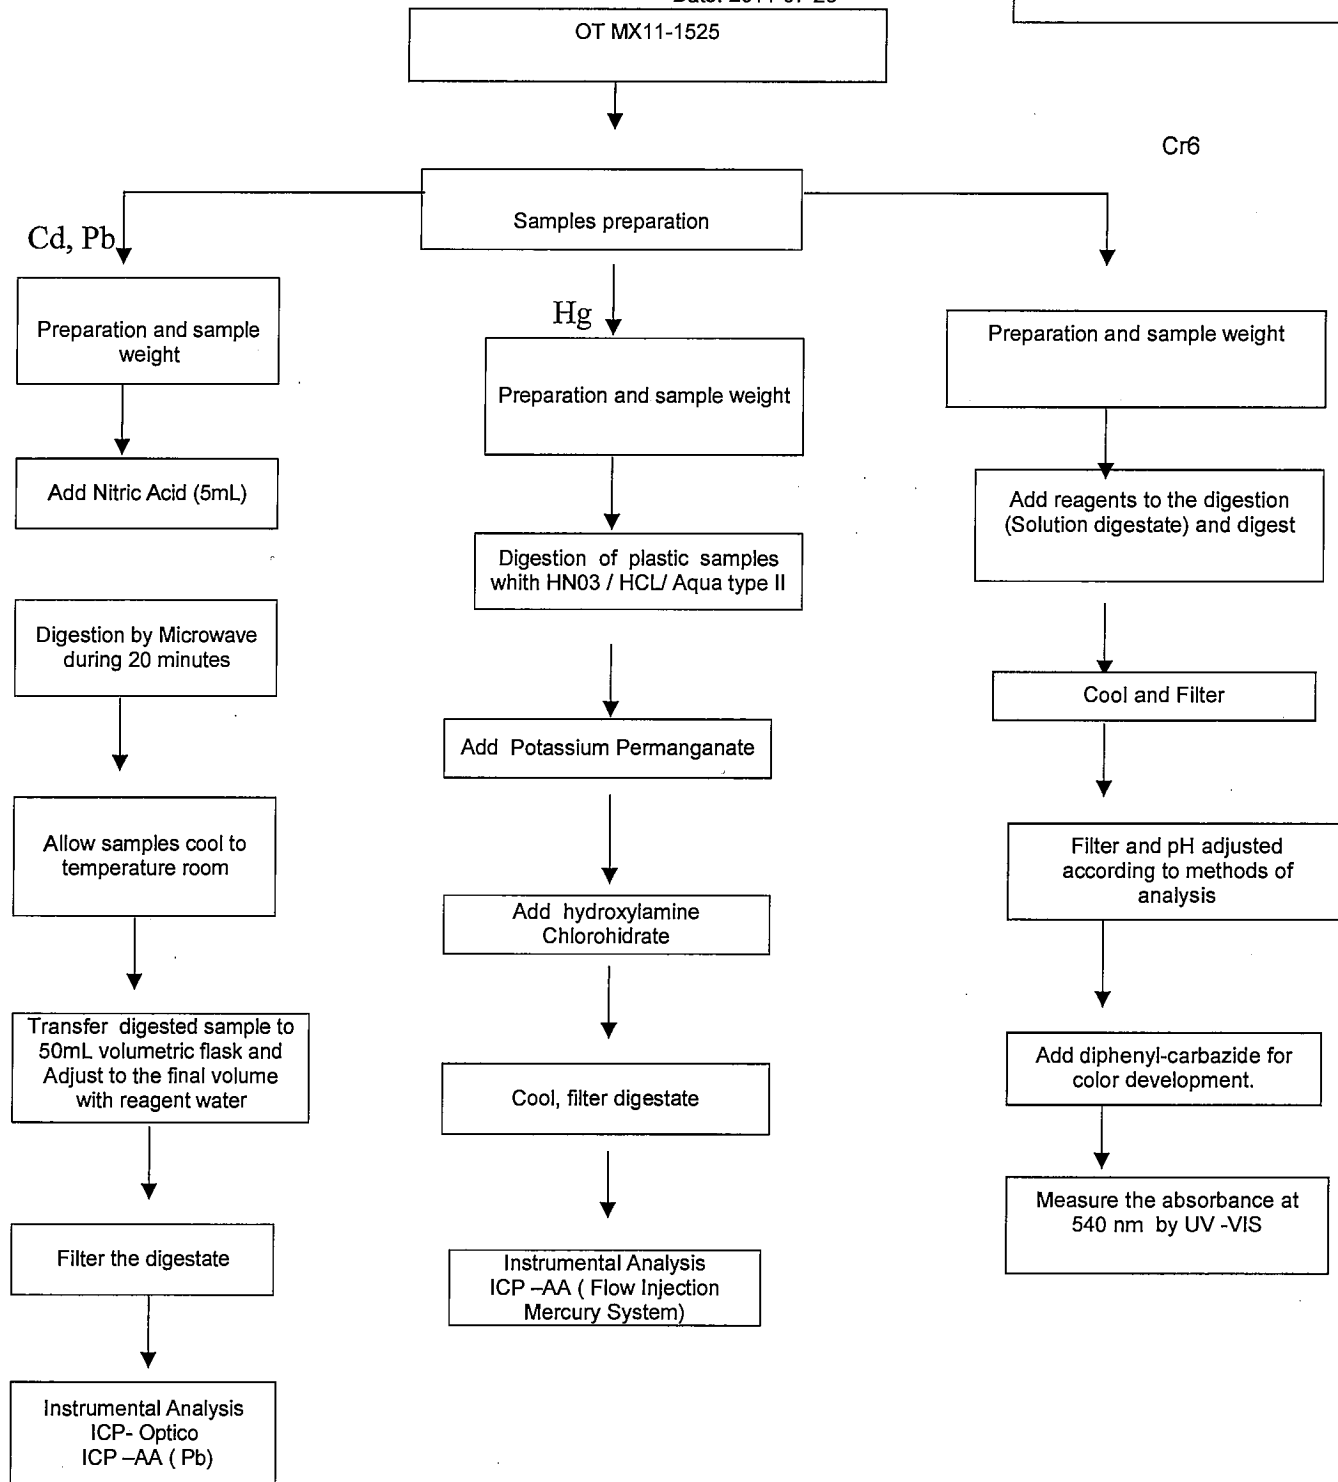 OT MX11-1525
Cr6
Samples preparation
Cd, Pb
Preparation and sample
weight
Add Nitric Acid (5mL)
Digestion by Microwave
during 20 minutes
Allow samples cool to
temperature room
Transfer digested sample to
50mL volumetric flask and
Adjust to the final volume
with reagent water
Filter the digestate
Instrumental Analysis
ICP- Optico
ICP –AA ( Pb)
Hg
Preparation and sample weight
Digestion of plastic samples
whith HN03 / HCL/ Aqua type II
Add Potassium Permanganate
Add hydroxylamine
Chlorohidrate
Cool, filter digestate
Instrumental Analysis
ICP –AA ( Flow Injection
Mercury System)
Preparation and sample weight
Add reagents to the digestion
(Solution digestate) and digest
Cool and Filter
Filter and pH adjusted
according to methods of
analysis
Add diphenyl-carbazide for
color development.
Measure the absorbance at
540 nm by UV -VIS